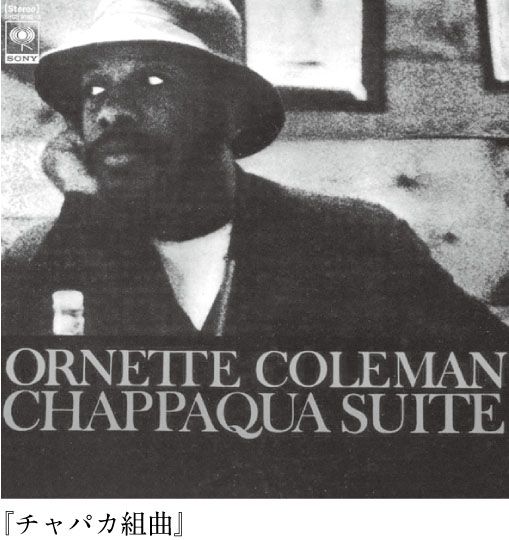 [Stereo]
SONY
ORNETTE COLEMAN
CHAPPAQUA SUITE
『チャパカ組曲』